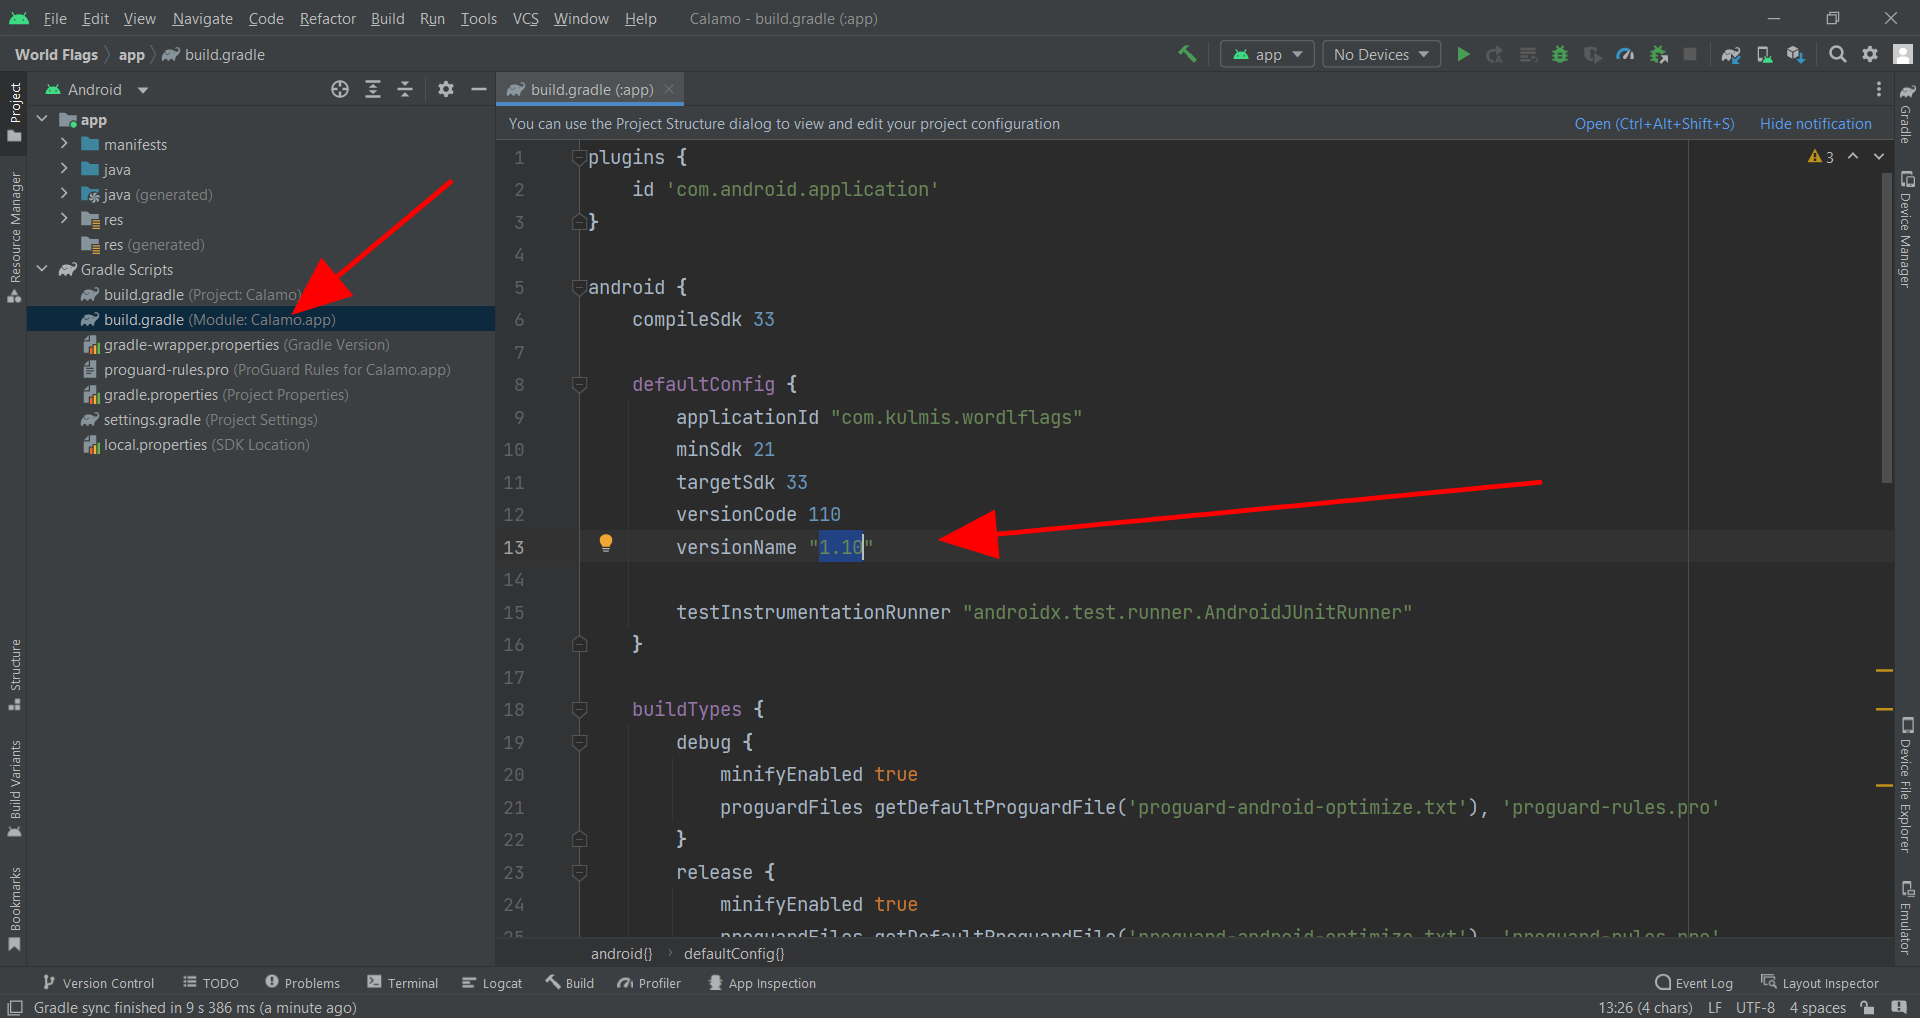 File Edit View Navigate Code Refactor Build Run Tools VCS Window Help Calamo - build.gradle (:app)
World Flags app build.gradle
app No Devices
Project
Resource Manager
Structure
Build Variants
Bookmarks
Android
app
manifests
java
java (generated)
res
res (generated)
Gradle Scripts
build.gradle (Project: Calamo)
build.gradle (Module: Calamo.app)
gradle-wrapper.properties (Gradle Version)
proguard-rules.pro (ProGuard Rules for Calamo.app)
gradle.properties (Project Properties)
settings.gradle (Project Settings)
local.properties (SDK Location)
build.gradle (:app)
You can use the Project Structure dialog to view and edit your project configuration Open (Ctrl+Alt+Shift+S) Hide notification
3
1 plugins {
2 id 'com.android.application'
3 }
4
5 android {
6 compileSdk 33
7
8 defaultConfig {
9 applicationId "com.kulmis.wordlflags"
10 minSdk 21
11 targetSdk 33
12 versionCode 110
13 versionName "1.10"
14
15 testInstrumentationRunner "androidx.test.runner.AndroidJUnitRunner"
16 }
17
18 buildTypes {
19 debug {
20 minifyEnabled true
21 proguardFiles getDefaultProguardFile('proguard-android-optimize.txt'), 'proguard-rules.pro'
22 }
23 release {
24 minifyEnabled true
25 proguardFiles getDefaultProguardFile('proguard-android-optimize.txt'), 'proguard-rules.pro'
android{} defaultConfig{}
Gradle
Device Manager
Device File Explorer
Emulator
Version Control TODO Problems Terminal Logcat Build Profiler App Inspection Event Log Layout Inspector
Gradle sync finished in 9 s 386 ms (a minute ago) 13:26 (4 chars) LF UTF-8 4 spaces